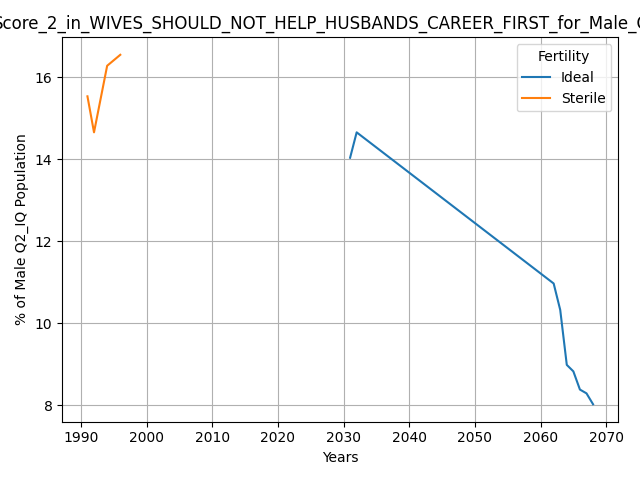 Score_2_in_WIVES_SHOULD_NOT_HELP_HUSBANDS_CAREER_FIRST_for_Male_
Fertility
Ideal
Sterile
% of Male Q2_IQ Population
16
14
12
10
8
1990 2000 2010 2020 2030 2040 2050 2060 2070
Years